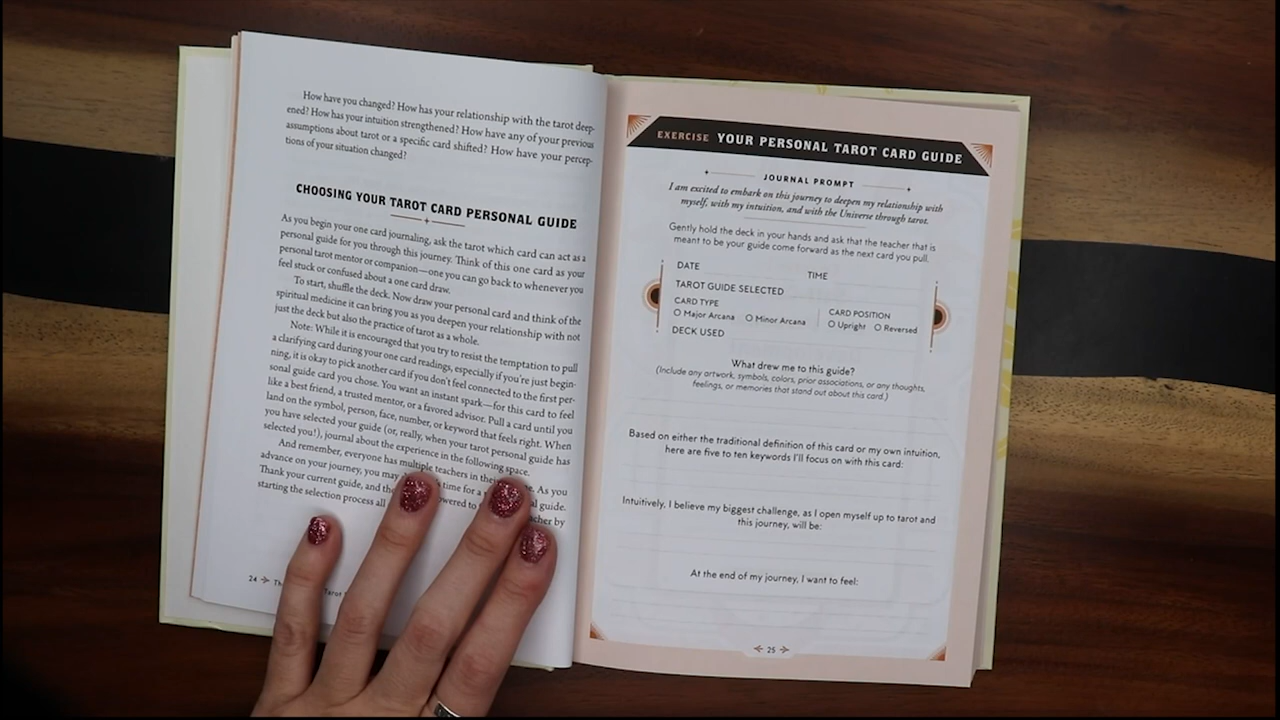 How have you changed? How has your relationship with the tarot deep-
ened? How has your intuition strengthened? How have any of your previous
assumptions about tarot or a specific card shifted? How have your percep-
tions of your situation changed?
CHOOSING YOUR TAROT CARD PERSONAL GUIDE
As you begin your one card journaling, ask the tarot which card can act as a
personal guide for you through this journey. Think of this one card as your
personal tarot mentor or companion—one you can go back to whenever you
feel stuck or confused about a one card draw.
To start, shuffle the deck. Now draw your personal card and think of the
spiritual medicine it can bring you as you deepen your relationship with not
just the deck but also the practice of tarot as a whole.
Note: While it is encouraged that you try to resist the temptation to pull
a clarifying card during your one card readings, especially if you're just begin-
ning, it is okay to pick another card if you don't feel connected to the first per-
sonal guide card you chose. You want an instant spark—for this card to feel
like a best friend, a trusted mentor, or a favored advisor. Pull a card until you
land on the symbol, person, face, number, or keyword that feels right. When
you have selected your guide (or, really, when your tarot personal guide has
selected you!), journal about the experience in the following space.
And remember, everyone has multiple teachers in their As you
advance on your journey, you may time for a guide.
Thank your current guide, and to
starting the selection process all by
24 Tarot
EXERCISE YOUR PERSONAL TAROT CARD GUIDE
JOURNAL PROMPT
I am excited to embark on this journey to deepen my relationship with
myself, with my intuition, and with the Universe through tarot.
Gently hold the deck in your hands and ask that the teacher that is
meant to be your guide come forward as the next card you pull.
DATE TIME
TAROT GUIDE SELECTED
CARD TYPE CARD POSITION
Major Arcana Minor Arcana Upright Reversed
DECK USED
What drew me to this guide?
(Include any artwork, symbols, colors, prior associations, or any thoughts,
feelings, or memories that stand out about this card.)
Based on either the traditional definition of this card or my own intuition,
here are five to ten keywords I'll focus on with this card:
Intuitively, I believe my biggest challenge, as I open myself up to tarot and
this journey, will be:
At the end of my journey, I want to feel:
25